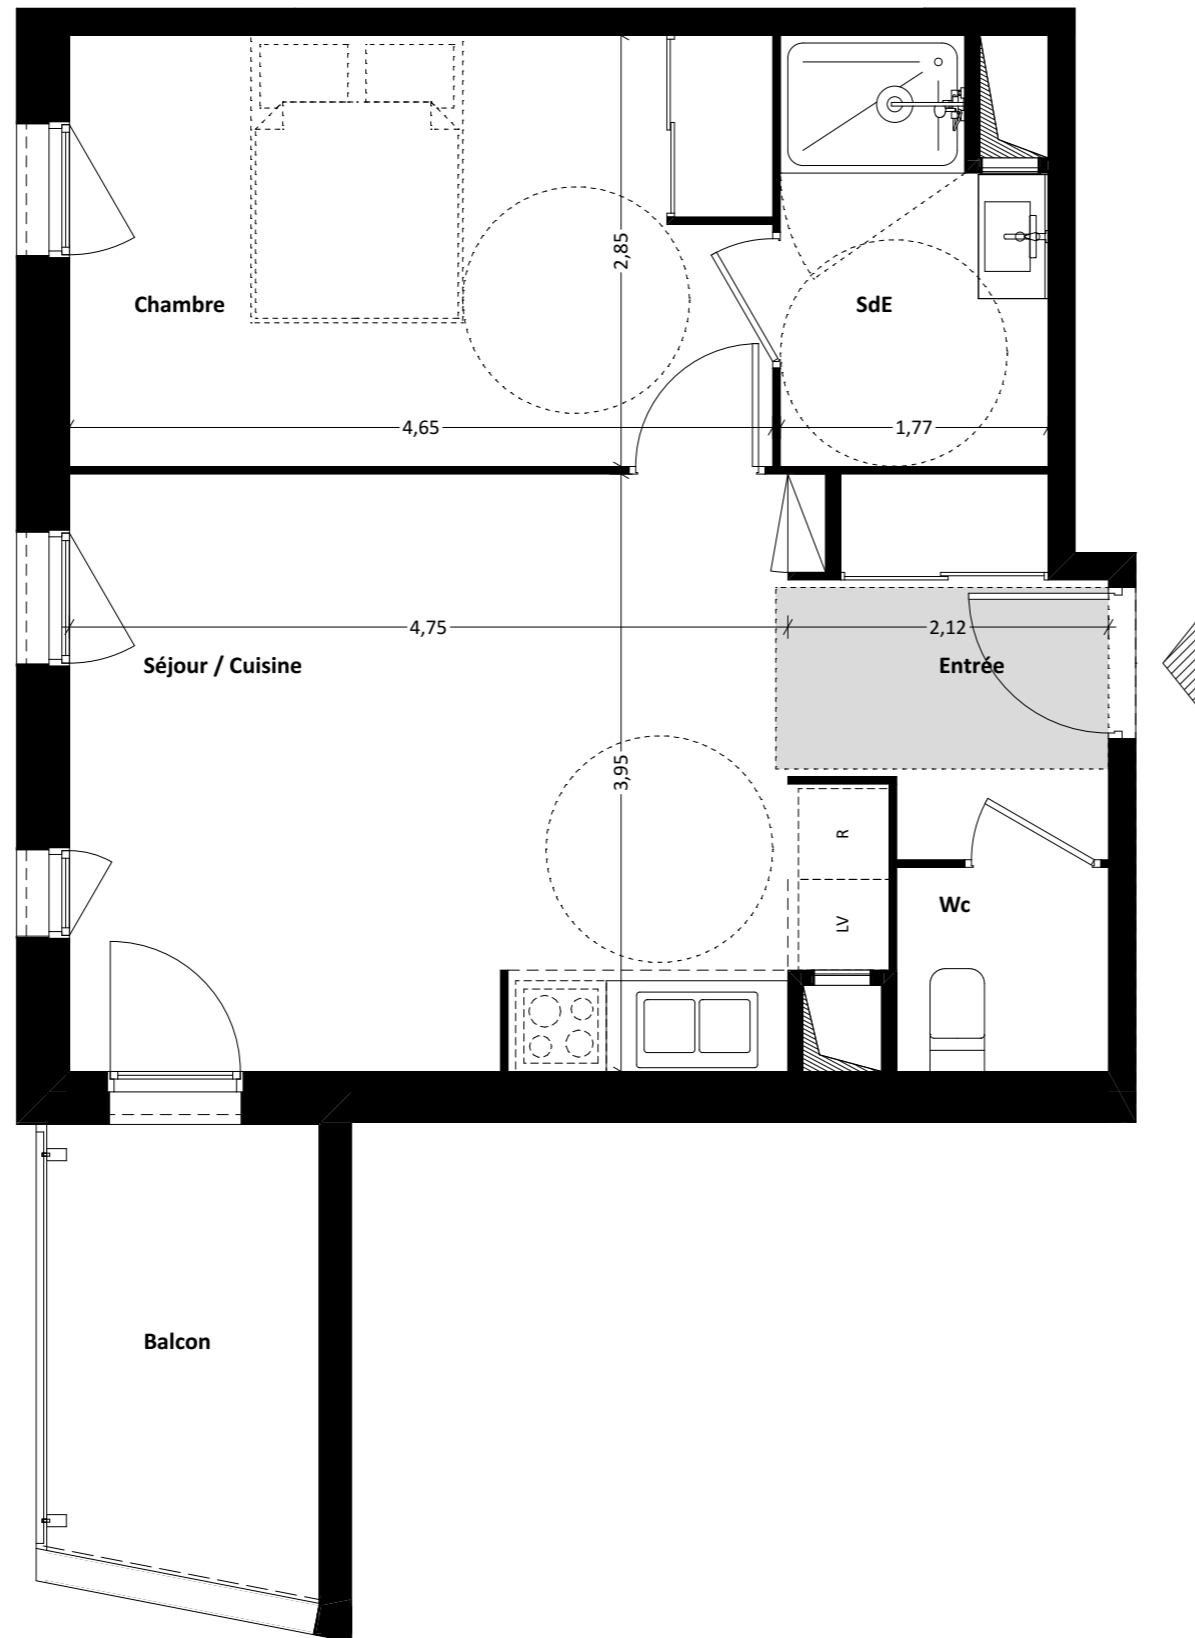 2,85
Chambre
SdE
4,65
1,77
4,75
2,12
Séjour / Cuisine
Entrée
3,95
R
Wc
LV
Balcon